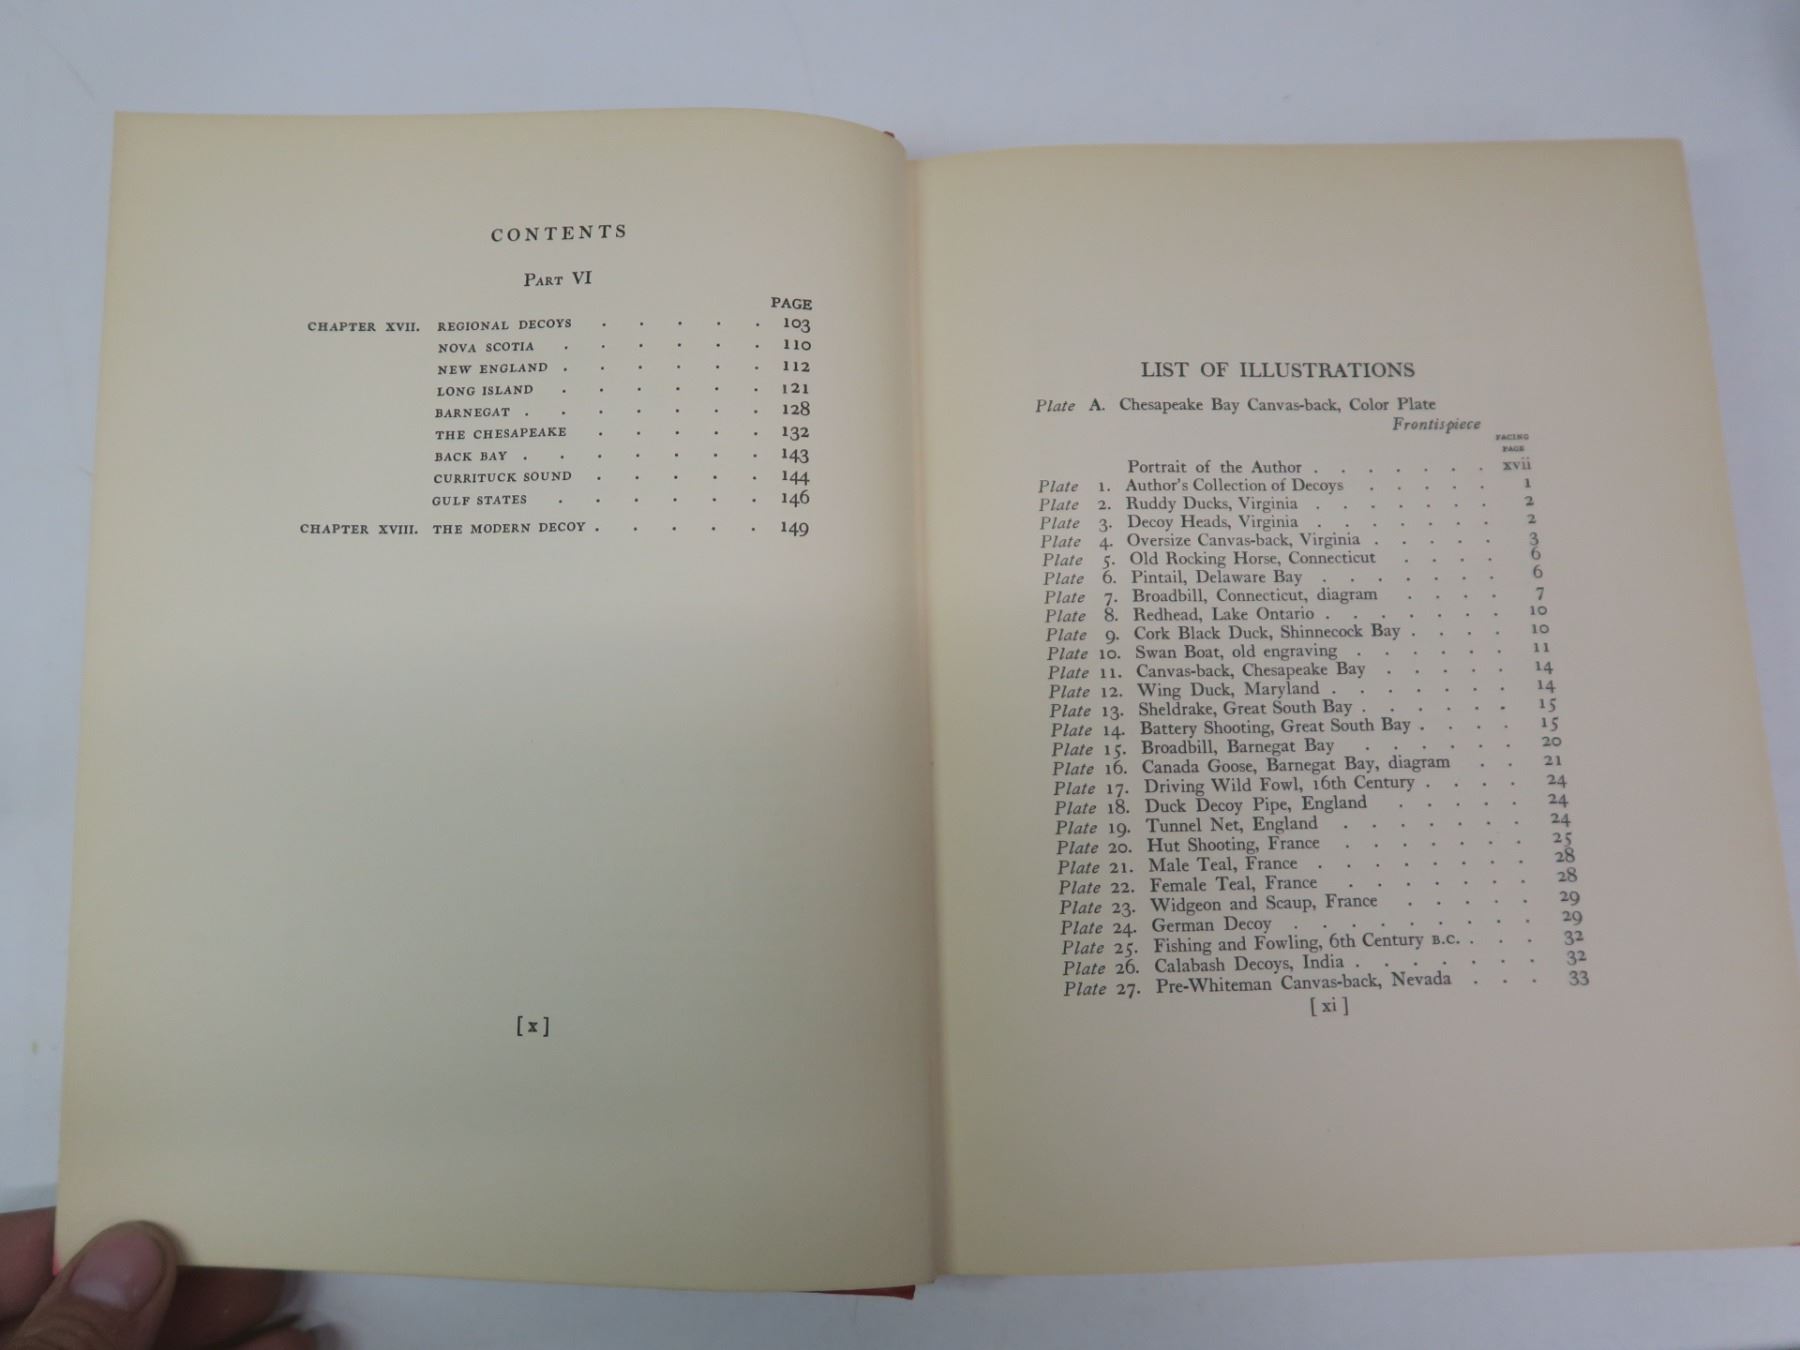 CONTENTS
PART VI
PAGE
CHAPTER XVII. REGIONAL DECOYS . . . . . 103
NOVA SCOTIA . . . . . . 110
NEW ENGLAND . . . . . . 112
LONG ISLAND . . . . . . 121
BARNEGAT . . . . . . . 128
THE CHESAPEAKE . . . . . 132
BACK BAY . . . . . . . 143
CURRITUCK SOUND . . . . . 144
GULF STATES . . . . . . 146
CHAPTER XVIII. THE MODERN DECOY . . . . . 149
[x]
LIST OF ILLUSTRATIONS
Plate A. Chesapeake Bay Canvas-back, Color Plate
Frontispiece
FACING
PAGE
Portrait of the Author . . . . . . . xvii
Plate 1. Author's Collection of Decoys . . . . . 1
Plate 2. Ruddy Ducks, Virginia . . . . . . . 2
Plate 3. Decoy Heads, Virginia . . . . . . . 2
Plate 4. Oversize Canvas-back, Virginia . . . . . 3
Plate 5. Old Rocking Horse, Connecticut . . . . 6
Plate 6. Pintail, Delaware Bay . . . . . . . 6
Plate 7. Broadbill, Connecticut, diagram . . . . 7
Plate 8. Redhead, Lake Ontario . . . . . . . 10
Plate 9. Cork Black Duck, Shinnecock Bay . . . . 10
Plate 10. Swan Boat, old engraving . . . . . . 11
Plate 11. Canvas-back, Chesapeake Bay . . . . . 14
Plate 12. Wing Duck, Maryland . . . . . . . 14
Plate 13. Sheldrake, Great South Bay . . . . . . 15
Plate 14. Battery Shooting, Great South Bay . . . . 15
Plate 15. Broadbill, Barnegat Bay . . . . . . 20
Plate 16. Canada Goose, Barnegat Bay, diagram . . 21
Plate 17. Driving Wild Fowl, 16th Century . . . . 24
Plate 18. Duck Decoy Pipe, England . . . . . 24
Plate 19. Tunnel Net, England . . . . . . . 24
Plate 20. Hut Shooting, France . . . . . . . 25
Plate 21. Male Teal, France . . . . . . . . 28
Plate 22. Female Teal, France . . . . . . . 28
Plate 23. Widgeon and Scaup, France . . . . . 29
Plate 24. German Decoy . . . . . . . . . 29
Plate 25. Fishing and Fowling, 6th Century B.C. . . . 32
Plate 26. Calabash Decoys, India . . . . . . . 32
Plate 27. Pre-Whiteman Canvas-back, Nevada . . . 33
[ xi ]